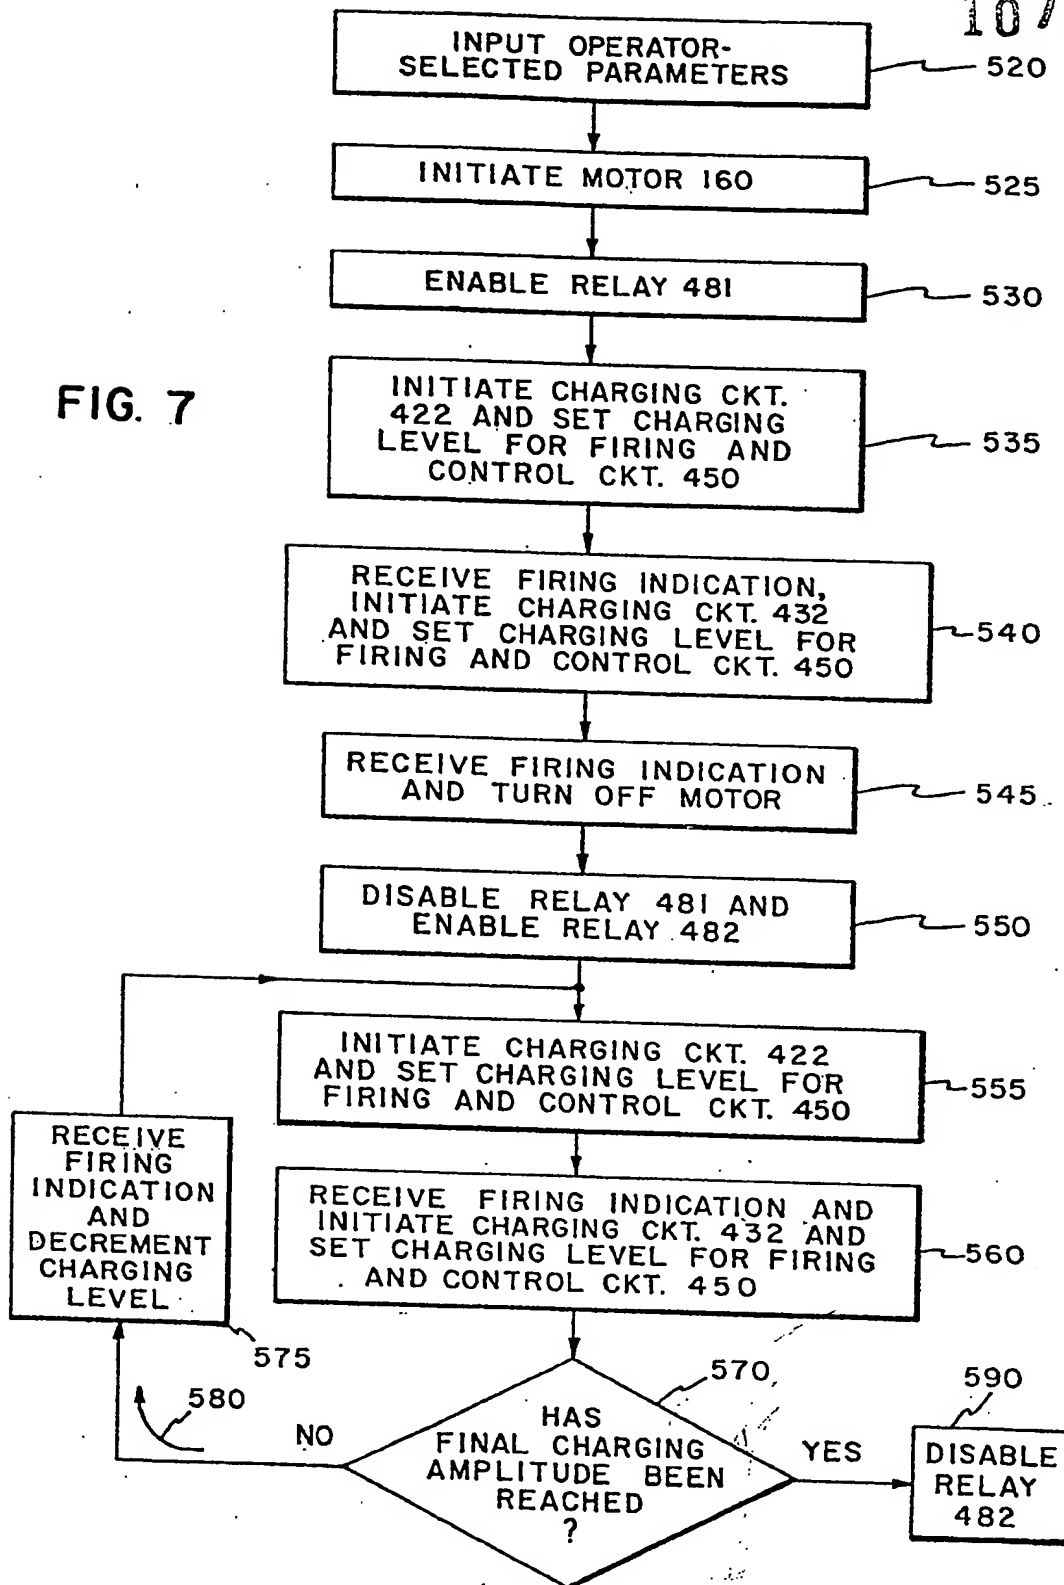 107
INPUT OPERATOR-
SELECTED PARAMETERS
520
INITIATE MOTOR 160
525
ENABLE RELAY 481
530
FIG. 7
INITIATE CHARGING CKT.
422 AND SET CHARGING
LEVEL FOR FIRING AND
CONTROL CKT. 450
535
RECEIVE FIRING INDICATION,
INITIATE CHARGING CKT. 432
AND SET CHARGING LEVEL FOR
FIRING AND CONTROL CKT. 450
540
RECEIVE FIRING INDICATION
AND TURN OFF MOTOR
545
DISABLE RELAY 481 AND
ENABLE RELAY 482
550
INITIATE CHARGING CKT. 422
AND SET CHARGING LEVEL FOR
FIRING AND CONTROL CKT. 450
555
RECEIVE
FIRING
INDICATION
AND
DECREMENT
CHARGING
LEVEL
575
RECEIVE FIRING INDICATION AND
INITIATE CHARGING CKT. 432 AND
SET CHARGING LEVEL FOR FIRING
AND CONTROL CKT. 450
560
580
NO
570
HAS
FINAL CHARGING
AMPLITUDE BEEN
REACHED
?
YES
590
DISABLE
RELAY
482